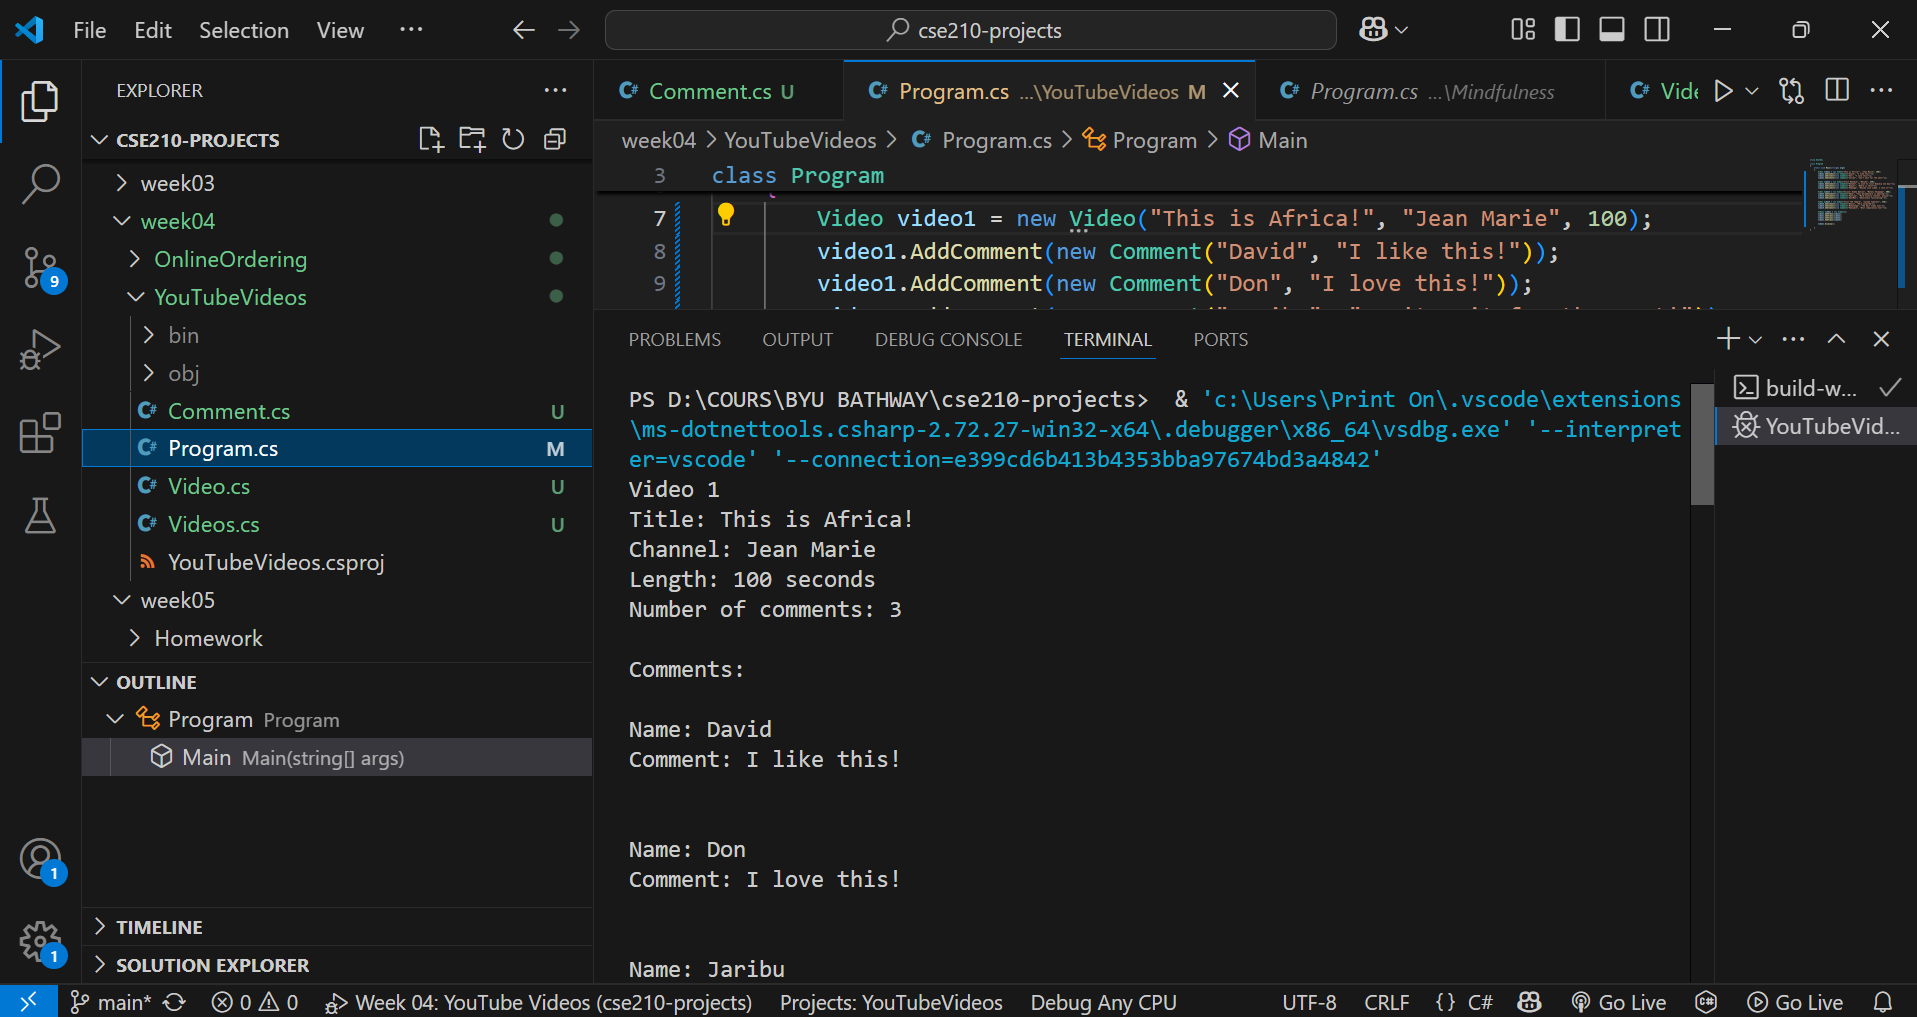 File Edit Selection View ··· cse210-projects
EXPLORER
CSE210-PROJECTS
week03
week04
OnlineOrdering
YouTubeVideos
bin
obj
C# Comment.cs U
C# Program.cs M
C# Video.cs U
C# Videos.cs U
YouTubeVideos.csproj
week05
Homework
OUTLINE
Program Program
Main Main(string[] args)
TIMELINE
SOLUTION EXPLORER
9
1
1
C# Comment.cs U C# Program.cs ...\YouTubeVideos M C# Program.cs ...\Mindfulness C#
week04 > YouTubeVideos > C# Program.cs > Program > Main
3 class Program
7 Video video1 = new Video("This is Africa!", "Jean Marie", 100);
8 video1.AddComment(new Comment("David", "I like this!"));
9 video1.AddComment(new Comment("Don", "I love this!"));
PROBLEMS OUTPUT DEBUG CONSOLE TERMINAL PORTS
PS D:\COURS\BYU BATHWAY\cse210-projects> & 'c:\Users\Print On\.vscode\extensions
\ms-dotnettools.csharp-2.72.27-win32-x64\.debugger\x86_64\vsdbg.exe' '--interpret
er=vscode' '--connection=e399cd6b413b4353bba97674bd3a4842'
Video 1
Title: This is Africa!
Channel: Jean Marie
Length: 100 seconds
Number of comments: 3
Comments:
Name: David
Comment: I like this!
Name: Don
Comment: I love this!
Name: Jaribu
build-w...
YouTubeVid...
main* 0 0 Week 04: YouTube Videos (cse210-projects) Projects: YouTubeVideos Debug Any CPU UTF-8 CRLF {} C# Go Live C# Go Live